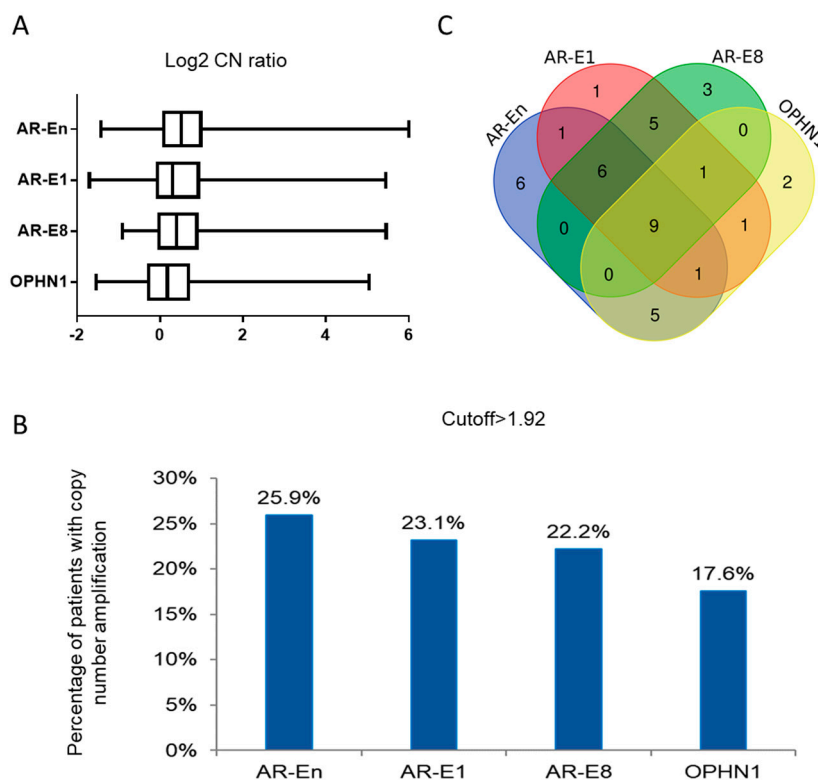 A
Log2 CN ratio
AR-En
AR-E1
AR-E8
OPHN1
-2 0 2 4 6
C
AR-En
AR-E1
AR-E8
OPHN1
1
3
1
5
0
6
6
1
2
0
9
1
0
1
5
B
Cutoff>1.92
Percentage of patients with copy
number amplification
30%
25%
20%
15%
10%
5%
0%
25.9%
23.1%
22.2%
17.6%
AR-En AR-E1 AR-E8 OPHN1